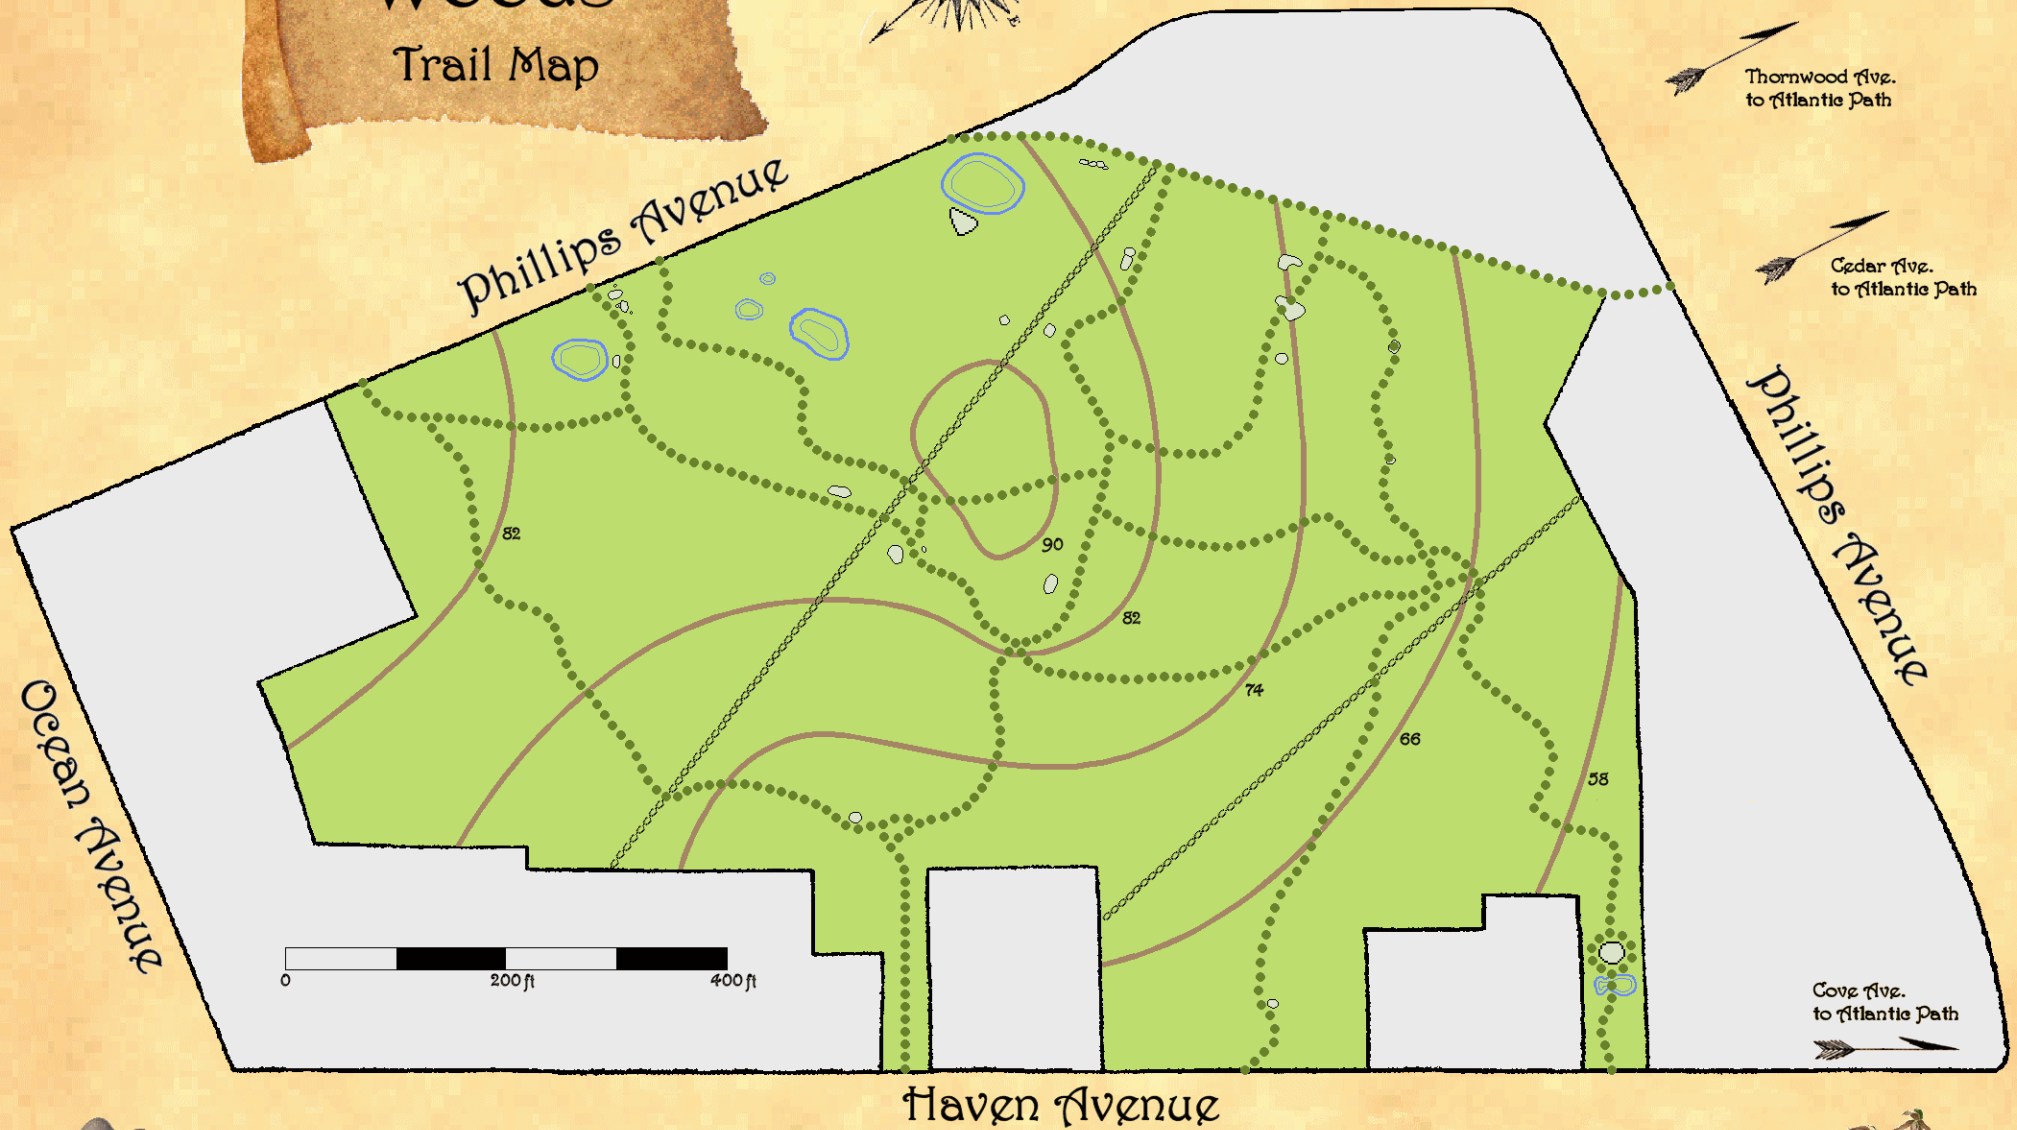 Trail Map
E
Thornwood Ave.
to Atlantic Path
Phillips Avenue
Cedar Ave.
to Atlantic Path
Phillips Avenue
82
90
82
Ocean Avenue
74
66
58
0
200 ft
400 ft
Cove Ave.
to Atlantic Path
Haven Avenue